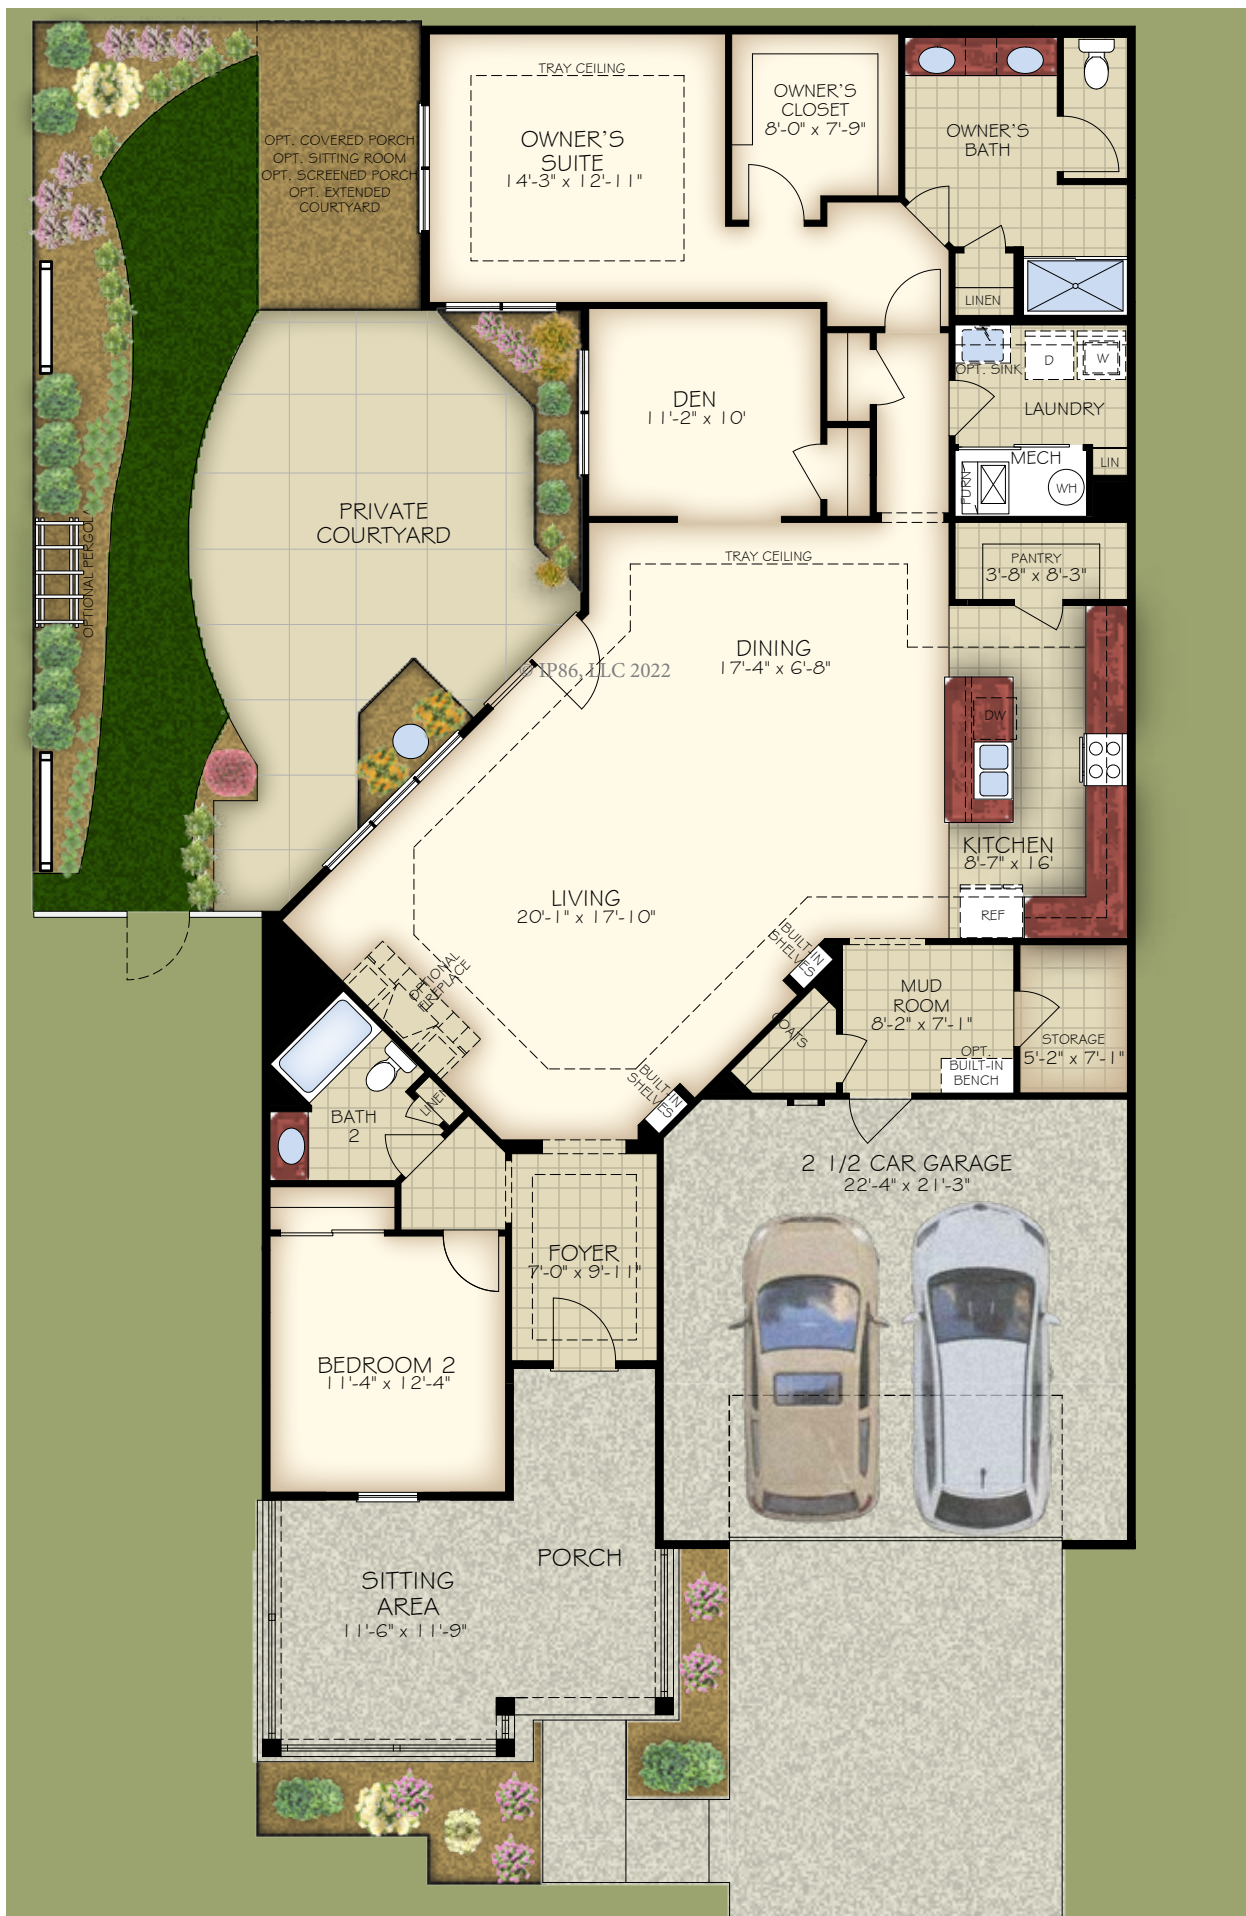 TRAY CEILING
OWNER'S
SUITE
14'-3" x 12'-11"
OWNER'S
CLOSET
8'-0" x 7'-9"
OWNER'S
BATH
OPT. COVERED PORCH
OPT. SITTING ROOM
OPT. SCREENED PORCH
OPT. EXTENDED
COURTYARD
LINEN
OPT. SINK
D
W
LAUNDRY
DEN
11'-2" x 10'
MECH
LIN
FURN
WH
PRIVATE
COURTYARD
OPTIONAL PERGOLA
TRAY CEILING
PANTRY
3'-8" x 8'-3"
DINING
17'-4" x 6'-8"
© IP86, LLC 2022
DW
KITCHEN
8'-7" x 16'
LIVING
20'-1" x 17'-10"
REF
BUILT-IN
SHELVES
OPTIONAL
FIREPLACE
MUD
ROOM
8'-2" x 7'-1"
COATS
STORAGE
5'-2" x 7'-1"
OPT.
BUILT-IN
BENCH
BUILT-IN
SHELVES
LINEN
BATH
2
2 1/2 CAR GARAGE
22'-4" x 21'-3"
FOYER
7'-0" x 9'-11"
BEDROOM 2
11'-4" x 12'-4"
PORCH
SITTING
AREA
11'-6" x 11'-9"